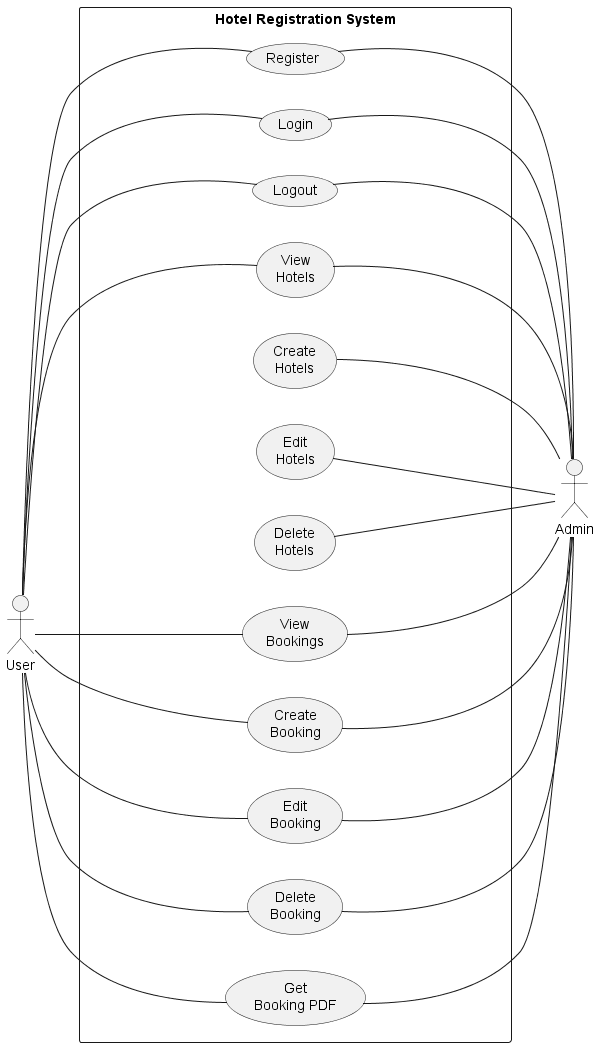 Hotel Registration System
Register
Login
Logout
View
Hotels
Create
Hotels
Edit
Hotels
Admin
Delete
Hotels
View
Bookings
User
Create
Booking
Edit
Booking
Delete
Booking
Get
Booking PDF